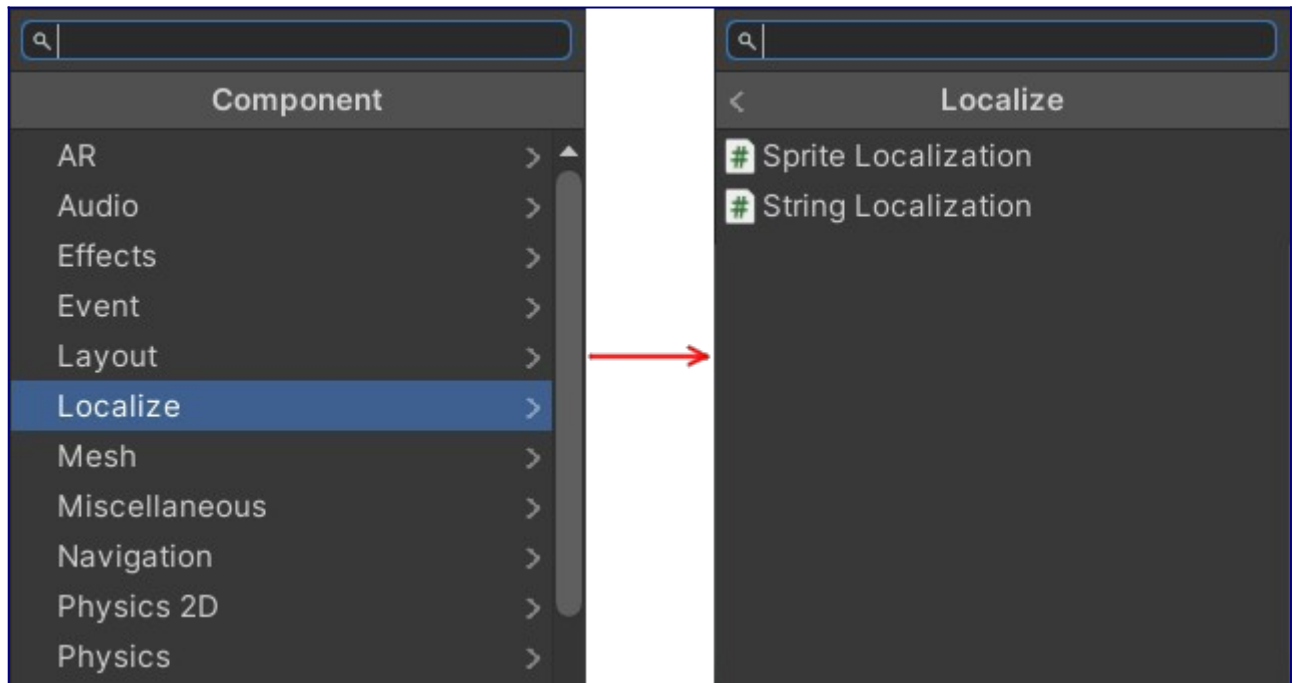 Component
AR
Audio
Effects
Event
Layout
Localize
Mesh
Miscellaneous
Navigation
Physics 2D
Physics
Localize
# Sprite Localization
# String Localization